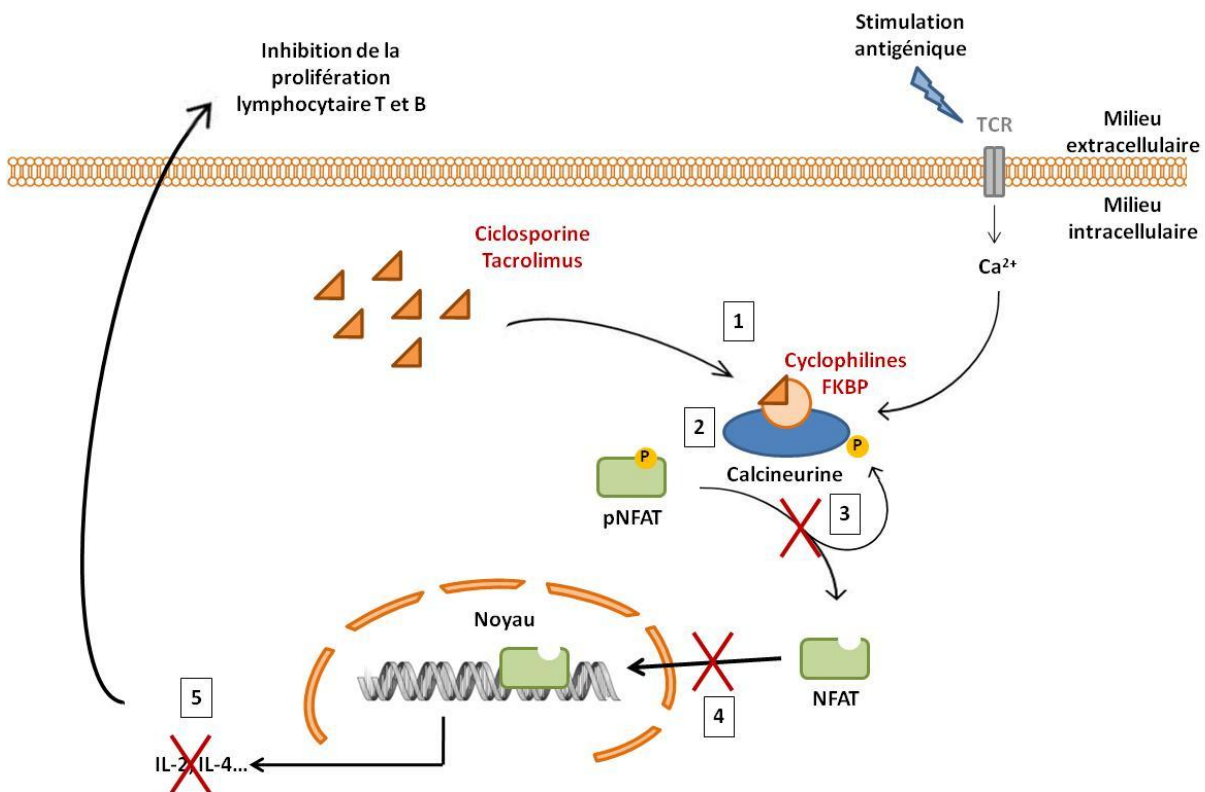 Stimulation
antigénique
Inhibition de la
prolifération
lymphocytaire T et B
TCR
Milieu
extracellulaire
Milieu
intracellulaire
Ciclosporine
Tacrolimus
Ca²⁺
1
Cyclophilines
FKBP
2
P
P
Calcineurine
pNFAT
3
Noyau
NFAT
4
5
IL-2, IL-4...